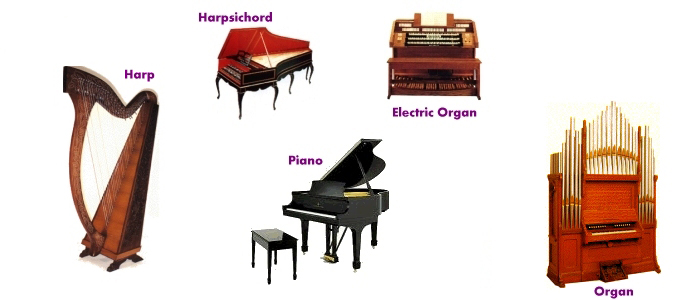 Harpsichord
Harp
Electric Organ
Piano
Organ